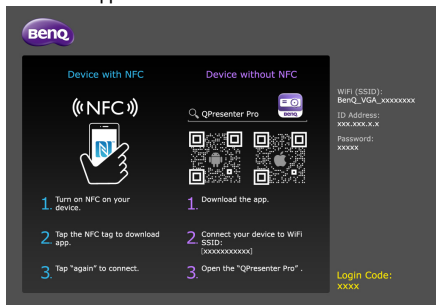 BenQ
Device with NFC
Device without NFC
NFC
QPresenter Pro
BenQ
1. Turn on NFC on your
device.
2. Tap the NFC tag to download
app.
3. Tap "again" to connect.
1. Download the app.
2. Connect your device to WiFi
SSID:
[xxxxxxxxxxx]
3. Open the "QPresenter Pro" .
WiFi (SSID):
BenQ_VGA_xxxxxxxx
ID Address:
xxx.xxx.x.x
Password:
xxxxx
Login Code:
xxxx